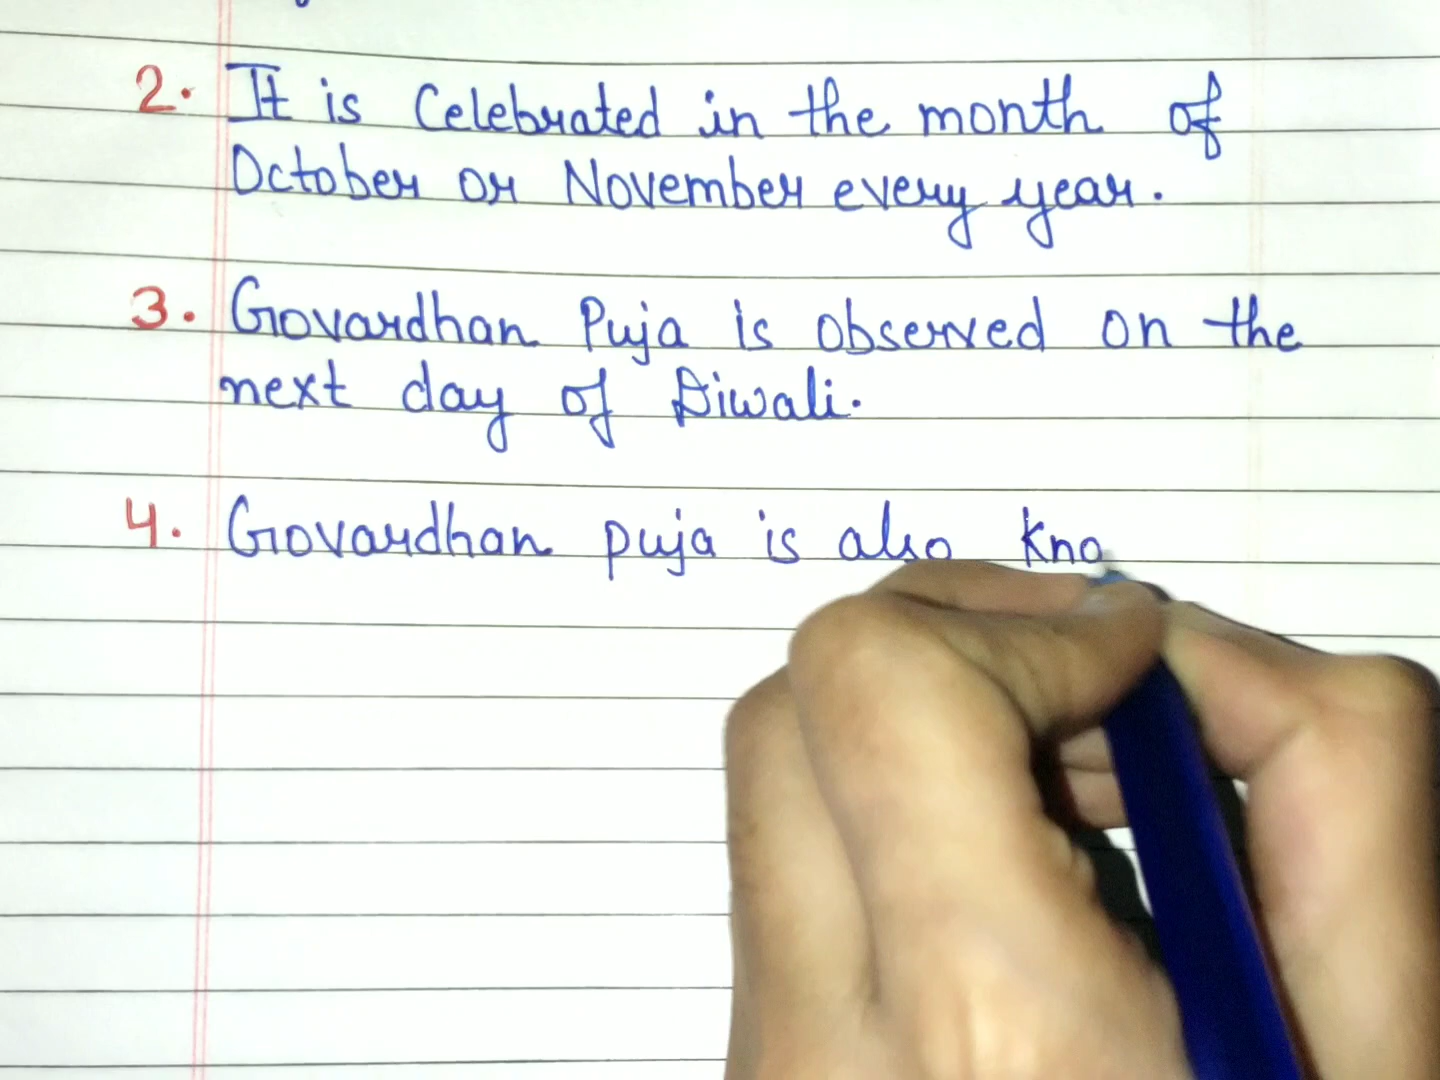 2. It is Celebrated in the month of
October or November every year.
3. Govardhan Puja is observed on the
next day of Diwali.
4. Govardhan puja is also kno